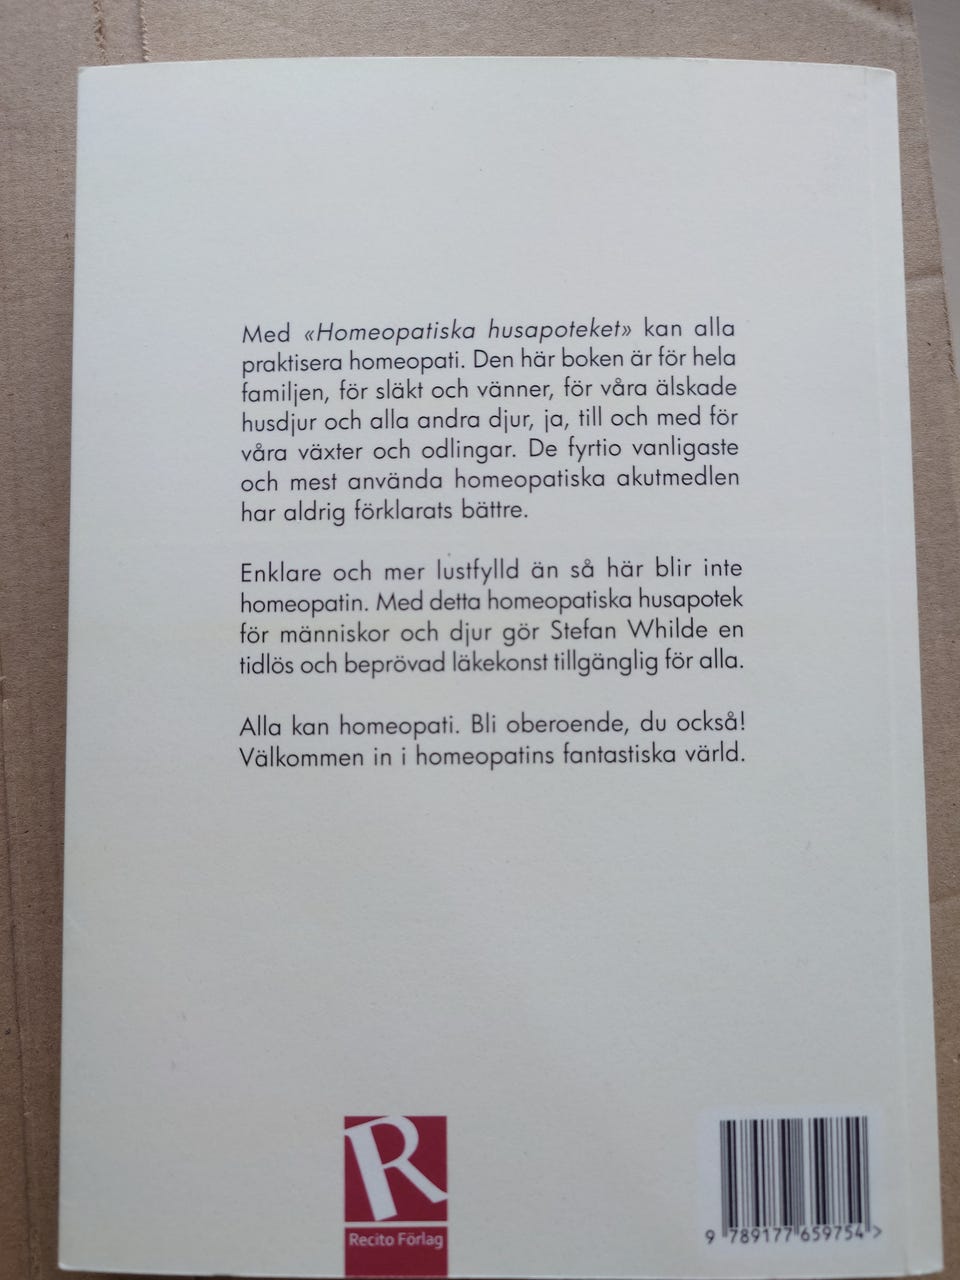 Med «Homeopatiska husapoteket» kan alla
praktisera homeopati. Den här boken är för hela
familjen, för släkt och vänner, för våra älskade
husdjur och alla andra djur, ja, till och med för
våra växter och odlingar. De fyrtio vanligaste
och mest använda homeopatiska akutmedlen
har aldrig förklarats bättre.
Enklare och mer lustfylld än så här blir inte
homeopatin. Med detta homeopatiska husapotek
för människor och djur gör Stefan Whilde en
tidlös och beprövad läkekonst tillgänglig för alla.
Alla kan homeopati. Bli oberoende, du också!
Välkommen in i homeopatins fantastiska värld.
R
Recito Förlag
9 789177 659754 >